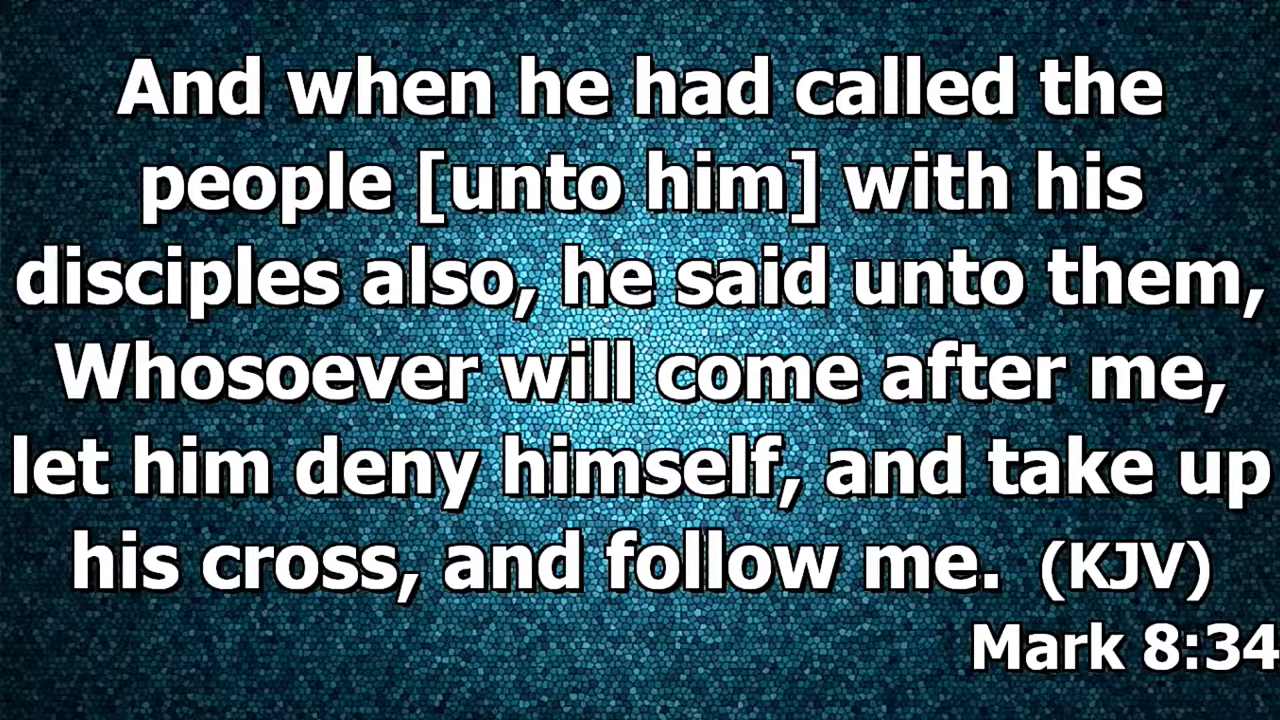 And when he had called the
people [unto him] with his
disciples also, he said unto them,
Whosoever will come after me,
let him deny himself, and take up
his cross, and follow me. (KJV)
Mark 8:34